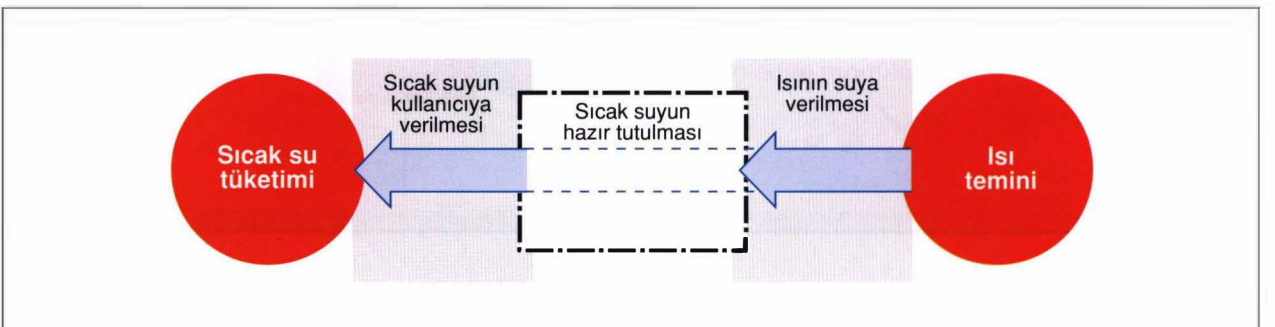 Sıcak suyun
kullanıcıya
verilmesi
Sıcak suyun
hazır tutulması
Isının suya
verilmesi
Sıcak su
tüketimi
Isı
temini